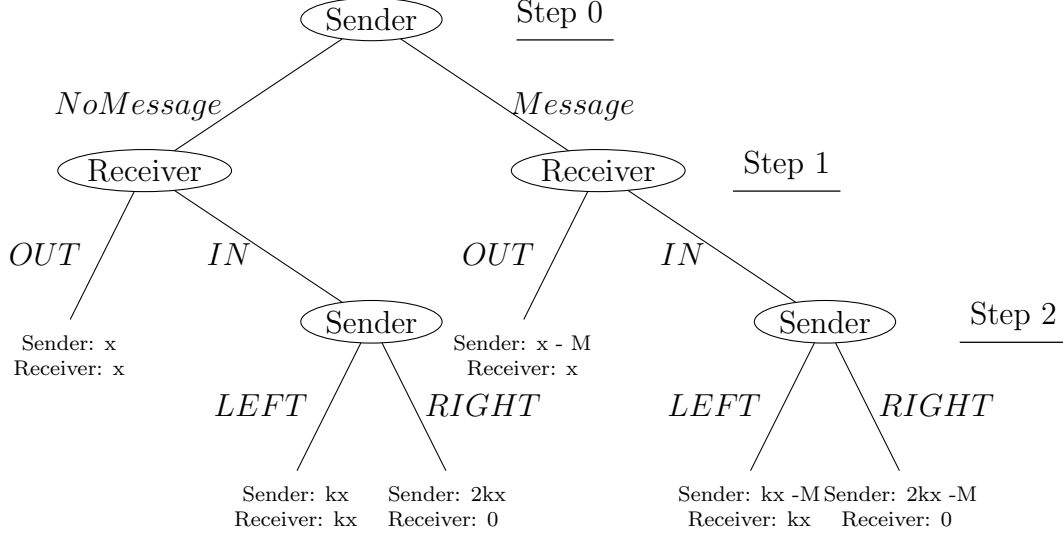 Sender
Step 0
NoMessage
Message
Receiver
Receiver
Step 1
OUT
IN
OUT
IN
Sender: x
Receiver: x
Sender
Sender: x - M
Receiver: x
Sender
Step 2
LEFT
RIGHT
LEFT
RIGHT
Sender: kx
Receiver: kx
Sender: 2kx
Receiver: 0
Sender: kx -M
Receiver: kx
Sender: 2kx -M
Receiver: 0